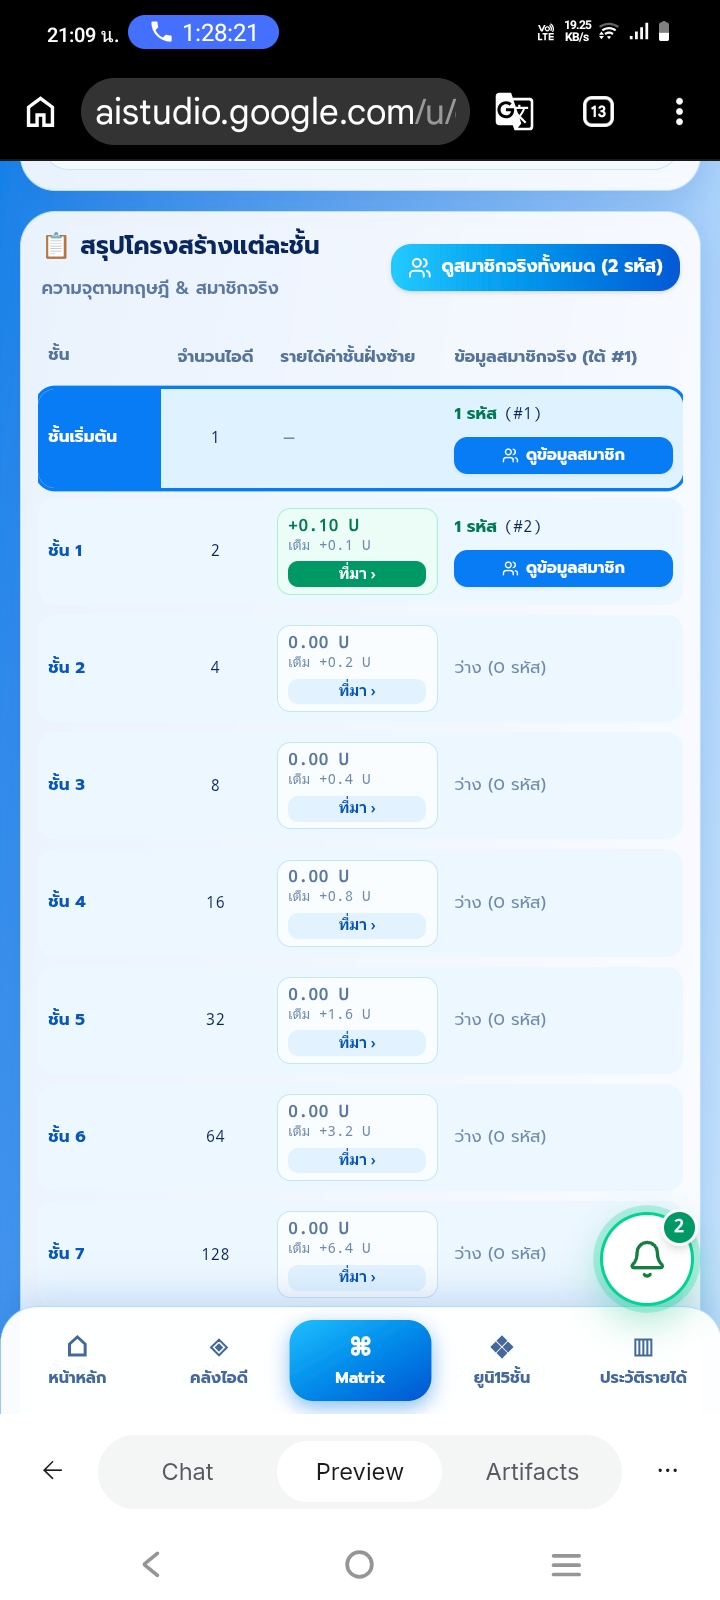 21:09 น.
1:28:21
Vo)) LTE
19.25 KB/s
aistudio.google.com/u/
13
📋 สรุปโครงสร้างแต่ละชั้น
ความจุตามทฤษฎี & สมาชิกจริง
ดูสมาชิกจริงทั้งหมด (2 รหัส)
ชั้น จำนวนไอดี รายได้ค่าชั้นฝั่งซ้าย ข้อมูลสมาชิกจริง (ใต้ #1)
ชั้นเริ่มต้น 1 — 1 รหัส (#1)
ดูข้อมูลสมาชิก
ชั้น 1 2 +0.10 U 1 รหัส (#2)
เต็ม +0.1 U
ที่มา › ดูข้อมูลสมาชิก
ชั้น 2 4 0.00 U ว่าง (0 รหัส)
เต็ม +0.2 U
ที่มา ›
ชั้น 3 8 0.00 U ว่าง (0 รหัส)
เต็ม +0.4 U
ที่มา ›
ชั้น 4 16 0.00 U ว่าง (0 รหัส)
เต็ม +0.8 U
ที่มา ›
ชั้น 5 32 0.00 U ว่าง (0 รหัส)
เต็ม +1.6 U
ที่มา ›
ชั้น 6 64 0.00 U ว่าง (0 รหัส)
เต็ม +3.2 U
ที่มา ›
ชั้น 7 128 0.00 U ว่าง (0 รหัส)
เต็ม +6.4 U
ที่มา ›
2
หน้าหลัก คลังไอดี Matrix ยูนิ15ชั้น ประวัติรายได้
Chat Preview Artifacts